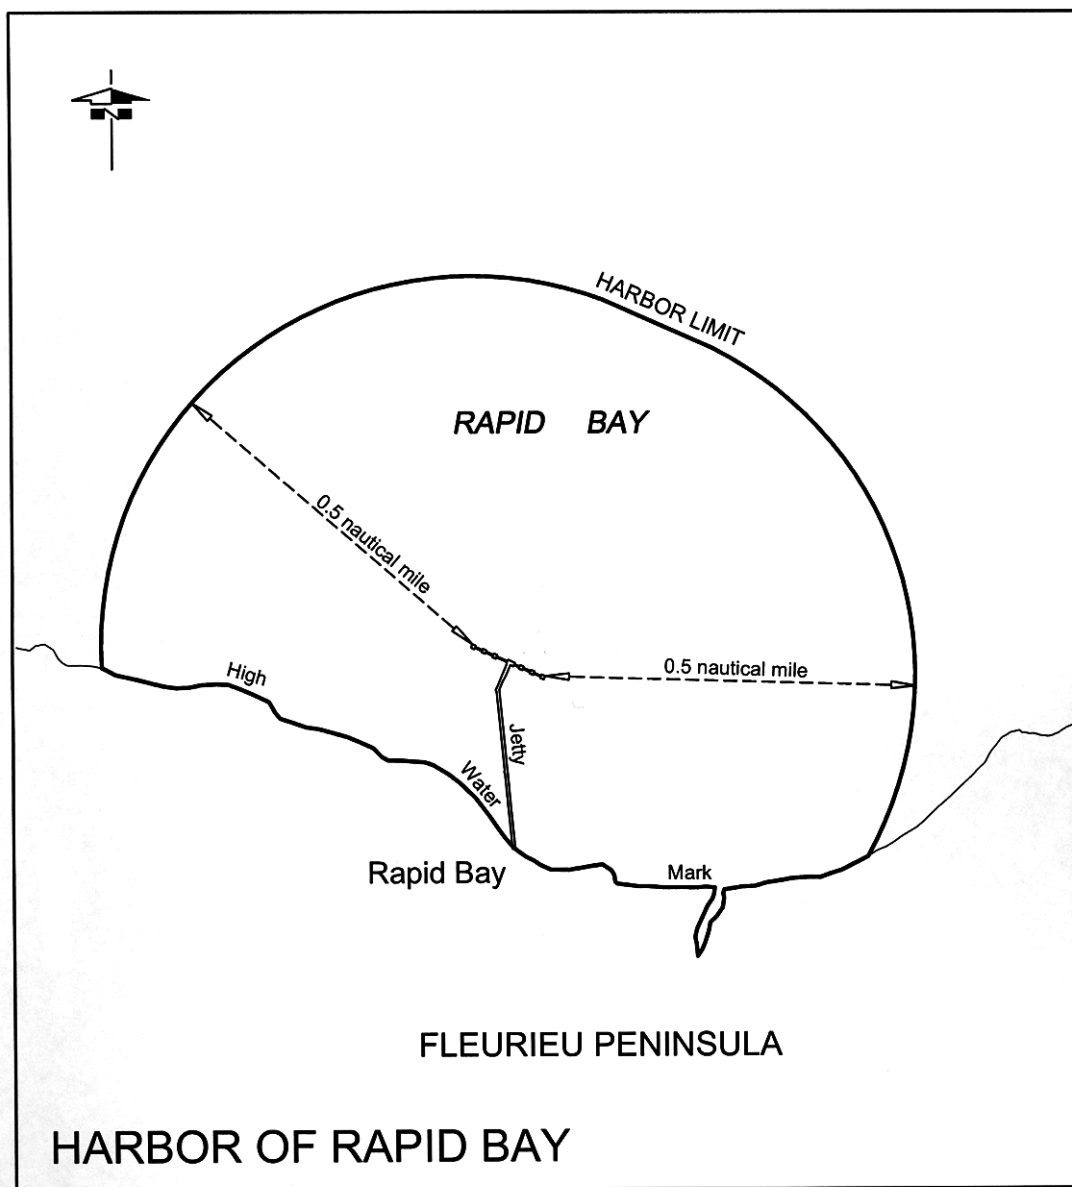 N
HARBOR LIMIT
RAPID BAY
0.5 nautical mile
0.5 nautical mile
High
Jetty
Water
Rapid Bay
Mark
FLEURIEU PENINSULA
HARBOR OF RAPID BAY